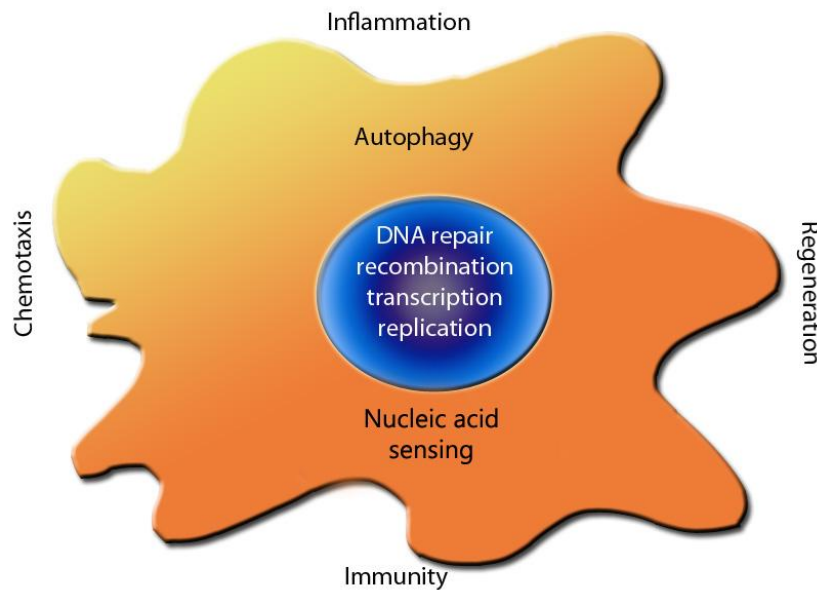 Inflammation
Autophagy
Chemotaxis
DNA repair
recombination
transcription
replication
Regeneration
Nucleic acid
sensing
Immunity